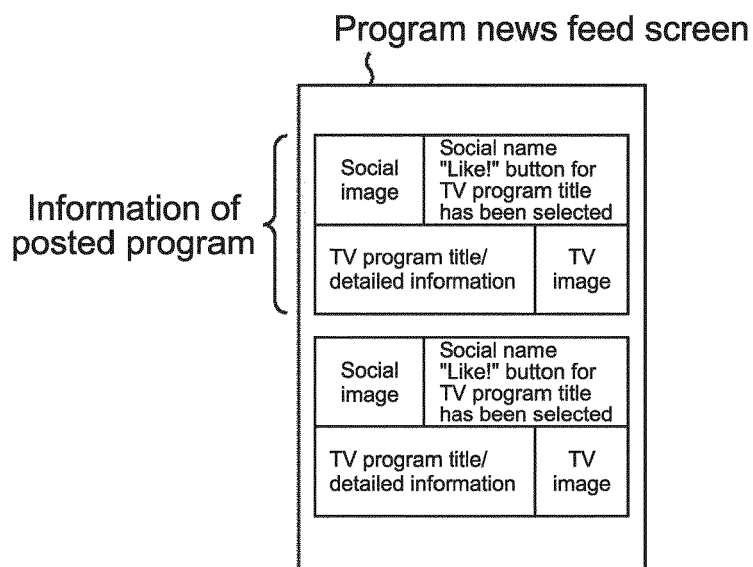 Program news feed screen
Information of
posted program
Social
image
Social name
"Like!" button for
TV program title
has been selected
TV program title/
detailed information
TV
image
Social
image
Social name
"Like!" button for
TV program title
has been selected
TV program title/
detailed information
TV
image